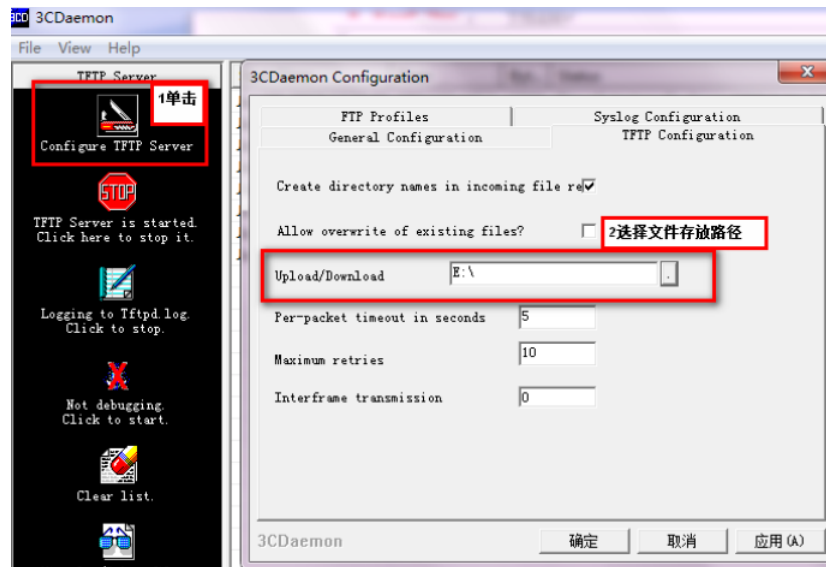 3CD 3CDaemon
File View Help
TFTP Server
1单击
Configure TFTP Server
TFTP Server is started.
Click here to stop it.
Logging to Tftpd.log.
Click to stop.
Not debugging.
Click to start.
Clear list.
3CDaemon Configuration
FTP Profiles
Syslog Configuration
General Configuration
TFTP Configuration
Create directory names in incoming file re
Allow overwrite of existing files?
2选择文件存放路径
Upload/Download
E:\
.
Per-packet timeout in seconds
5
Maximum retries
10
Interframe transmission
0
3CDaemon
确定
取消
应用(A)